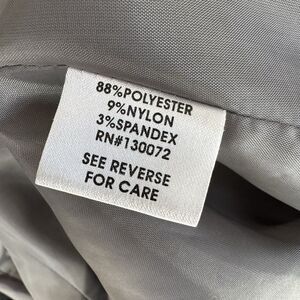 88%POLYESTER
9%NYLON
3%SPANDEX
RN#130072
SEE REVERSE
FOR CARE